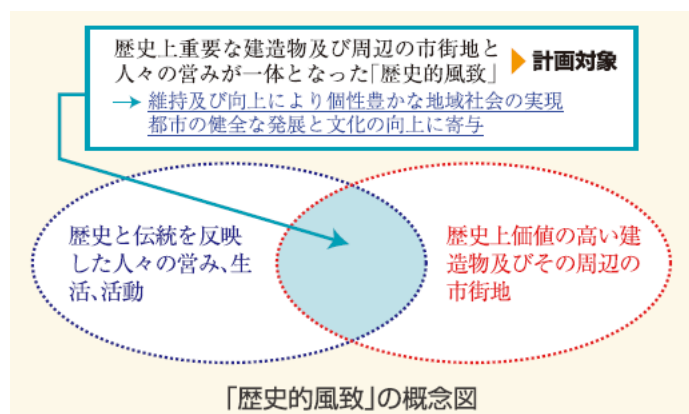 歴史上重要な建造物及び周辺の市街地と
人々の営みが一体となった「歴史的風致」 ▶計画対象
→ 維持及び向上により個性豊かな地域社会の実現
都市の健全な発展と文化の向上に寄与
歴史と伝統を反映
した人々の営み、生
活、活動
歴史上価値の高い建
造物及びその周辺の
市街地
「歴史的風致」の概念図